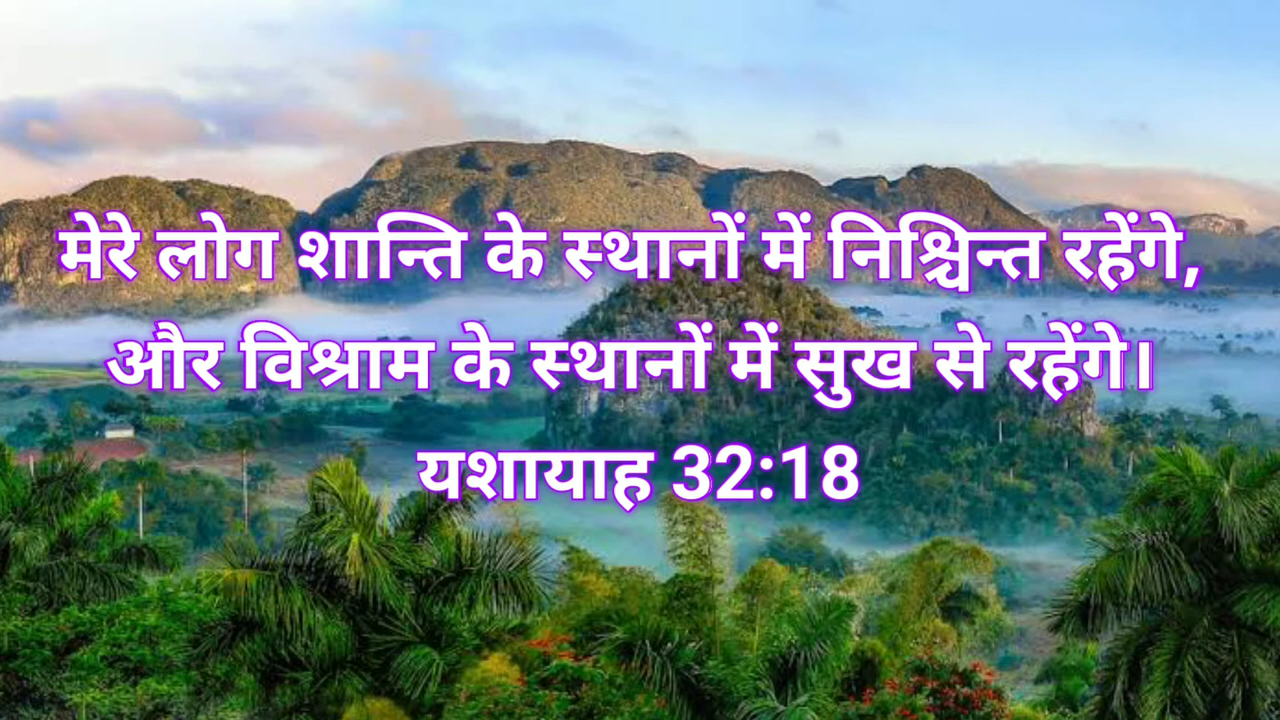 मेरे लोग शान्ति के स्थानों में निश्चिन्त रहेंगे,
और विश्राम के स्थानों में सुख से रहेंगे।
यशायाह 32:18